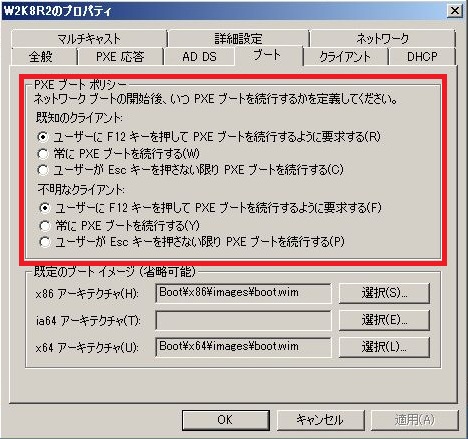 W2K8R2のプロパティ
マルチキャスト 詳細設定 ネットワーク
全般 PXE 応答 AD DS ブート クライアント DHCP
PXE ブート ポリシー
ネットワーク ブートの開始後、いつ PXE ブートを続行するかを定義してください。
既知のクライアント:
ユーザーに F12 キーを押して PXE ブートを続行するように要求する(R)
常に PXE ブートを続行する(W)
ユーザーが Esc キーを押さない限り PXE ブートを続行する(C)
不明なクライアント:
ユーザーに F12 キーを押して PXE ブートを続行するように要求する(F)
常に PXE ブートを続行する(Y)
ユーザーが Esc キーを押さない限り PXE ブートを続行する(P)
既定のブート イメージ (省略可能)
x86 アーキテクチャ(H): Boot¥x86¥images¥boot.wim 選択(S)...
ia64 アーキテクチャ(T): 選択(E)...
x64 アーキテクチャ(U): Boot¥x64¥images¥boot.wim 選択(L)...
OK キャンセル 適用(A)